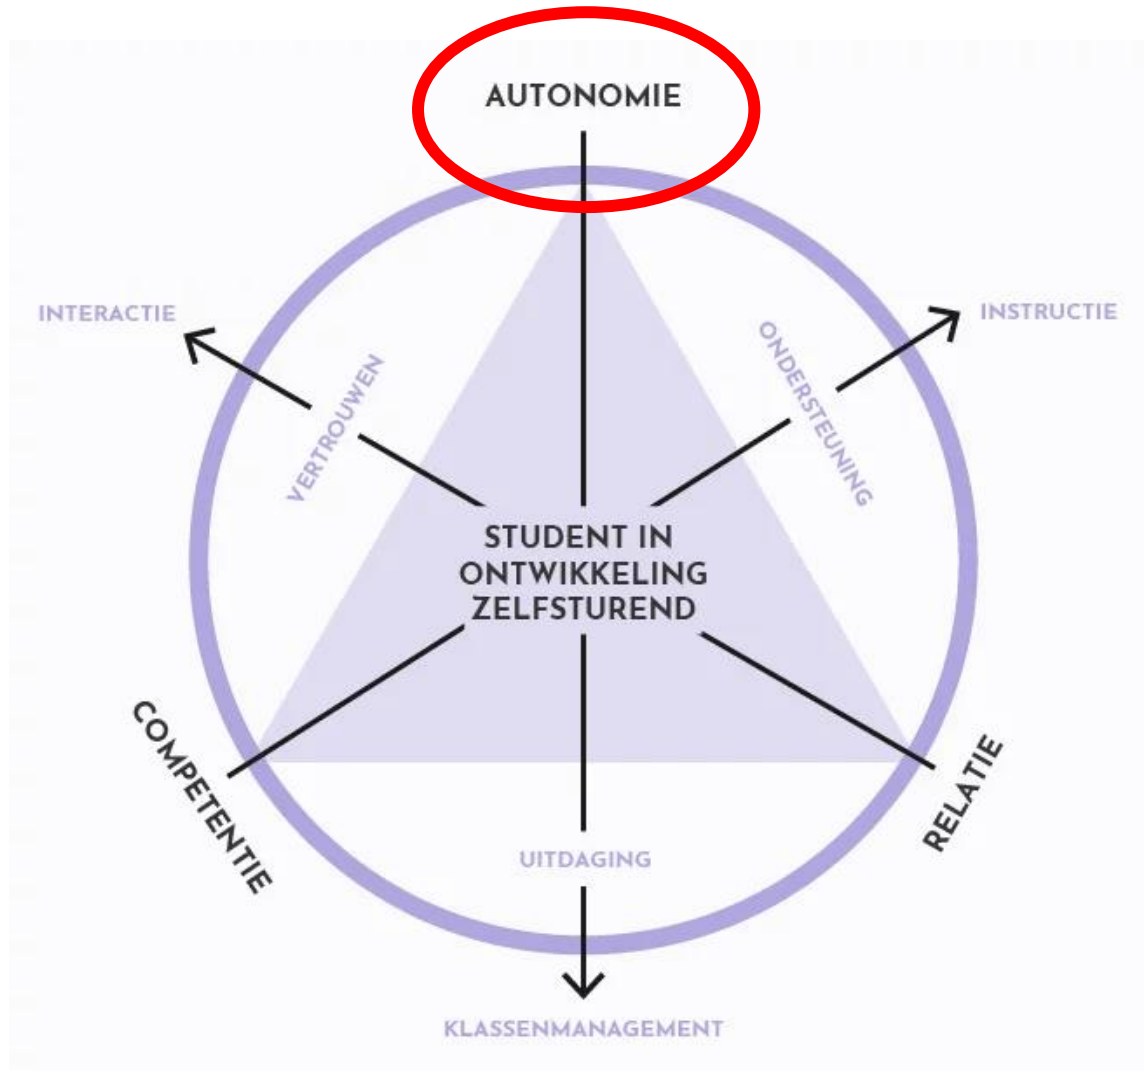 AUTONOMIE
INTERACTIE
INSTRUCTIE
VERTROUWEN
ONDERSTEUNING
STUDENT IN
ONTWIKKELING
ZELFSTUREND
COMPETENTIE
RELATIE
UITDAGING
KLASSENMANAGEMENT